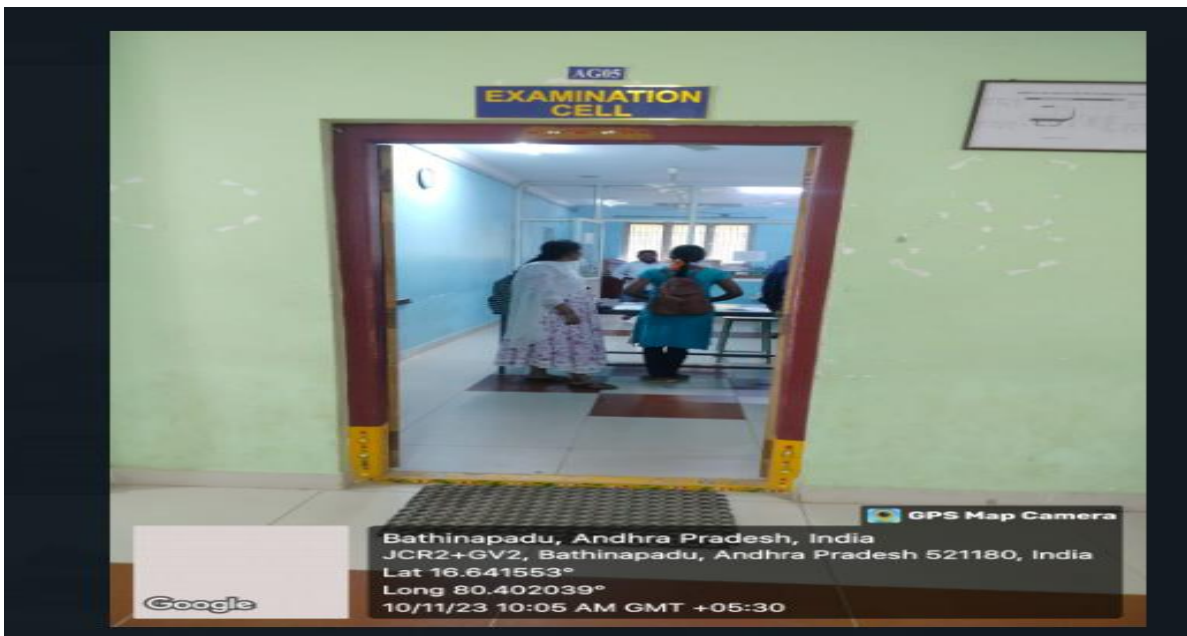 AG05
EXAMINATION
CELL
GPS Map Camera
Bathinapadu, Andhra Pradesh, India
JCR2+GV2, Bathinapadu, Andhra Pradesh 521180, India
Lat 16.641553°
Long 80.402039°
10/11/23 10:05 AM GMT +05:30
Google